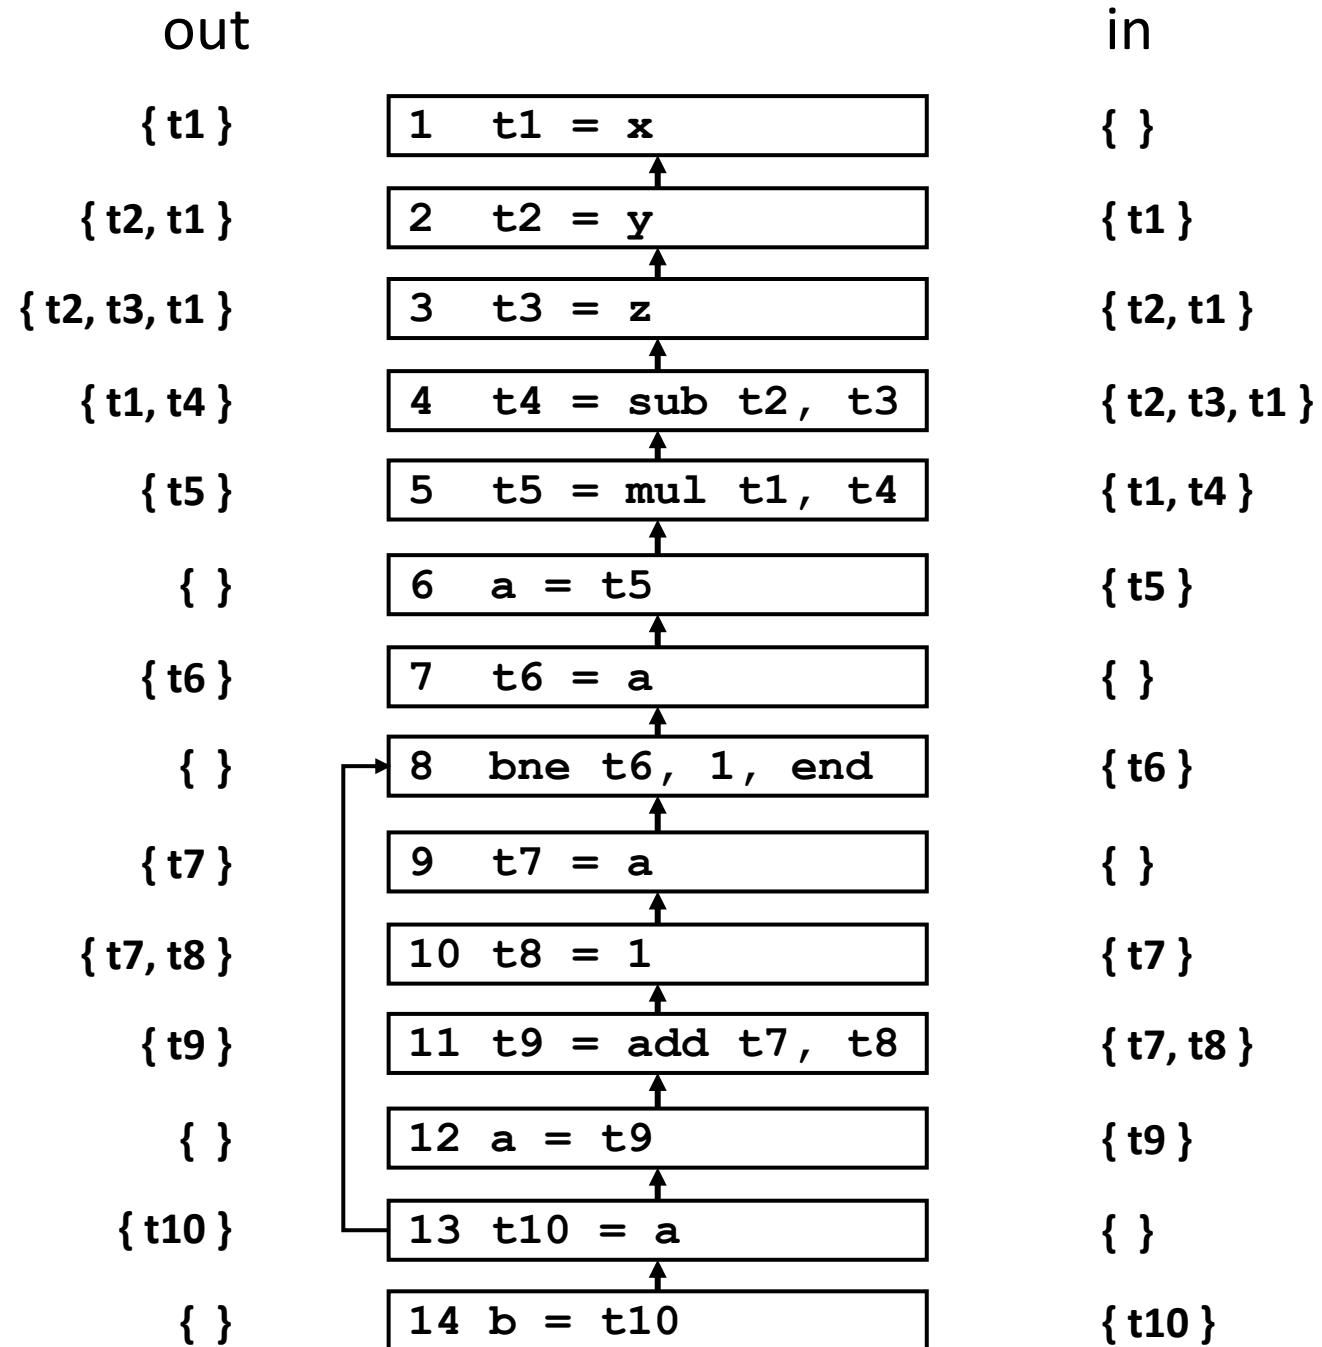 out in
{ t1 } 1 t1 = x { }
{ t2, t1 } 2 t2 = y { t1 }
{ t2, t3, t1 } 3 t3 = z { t2, t1 }
{ t1, t4 } 4 t4 = sub t2, t3 { t2, t3, t1 }
{ t5 } 5 t5 = mul t1, t4 { t1, t4 }
{ } 6 a = t5 { t5 }
{ t6 } 7 t6 = a { }
{ } 8 bne t6, 1, end { t6 }
{ t7 } 9 t7 = a { }
{ t7, t8 } 10 t8 = 1 { t7 }
{ t9 } 11 t9 = add t7, t8 { t7, t8 }
{ } 12 a = t9 { t9 }
{ t10 } 13 t10 = a { }
{ } 14 b = t10 { t10 }